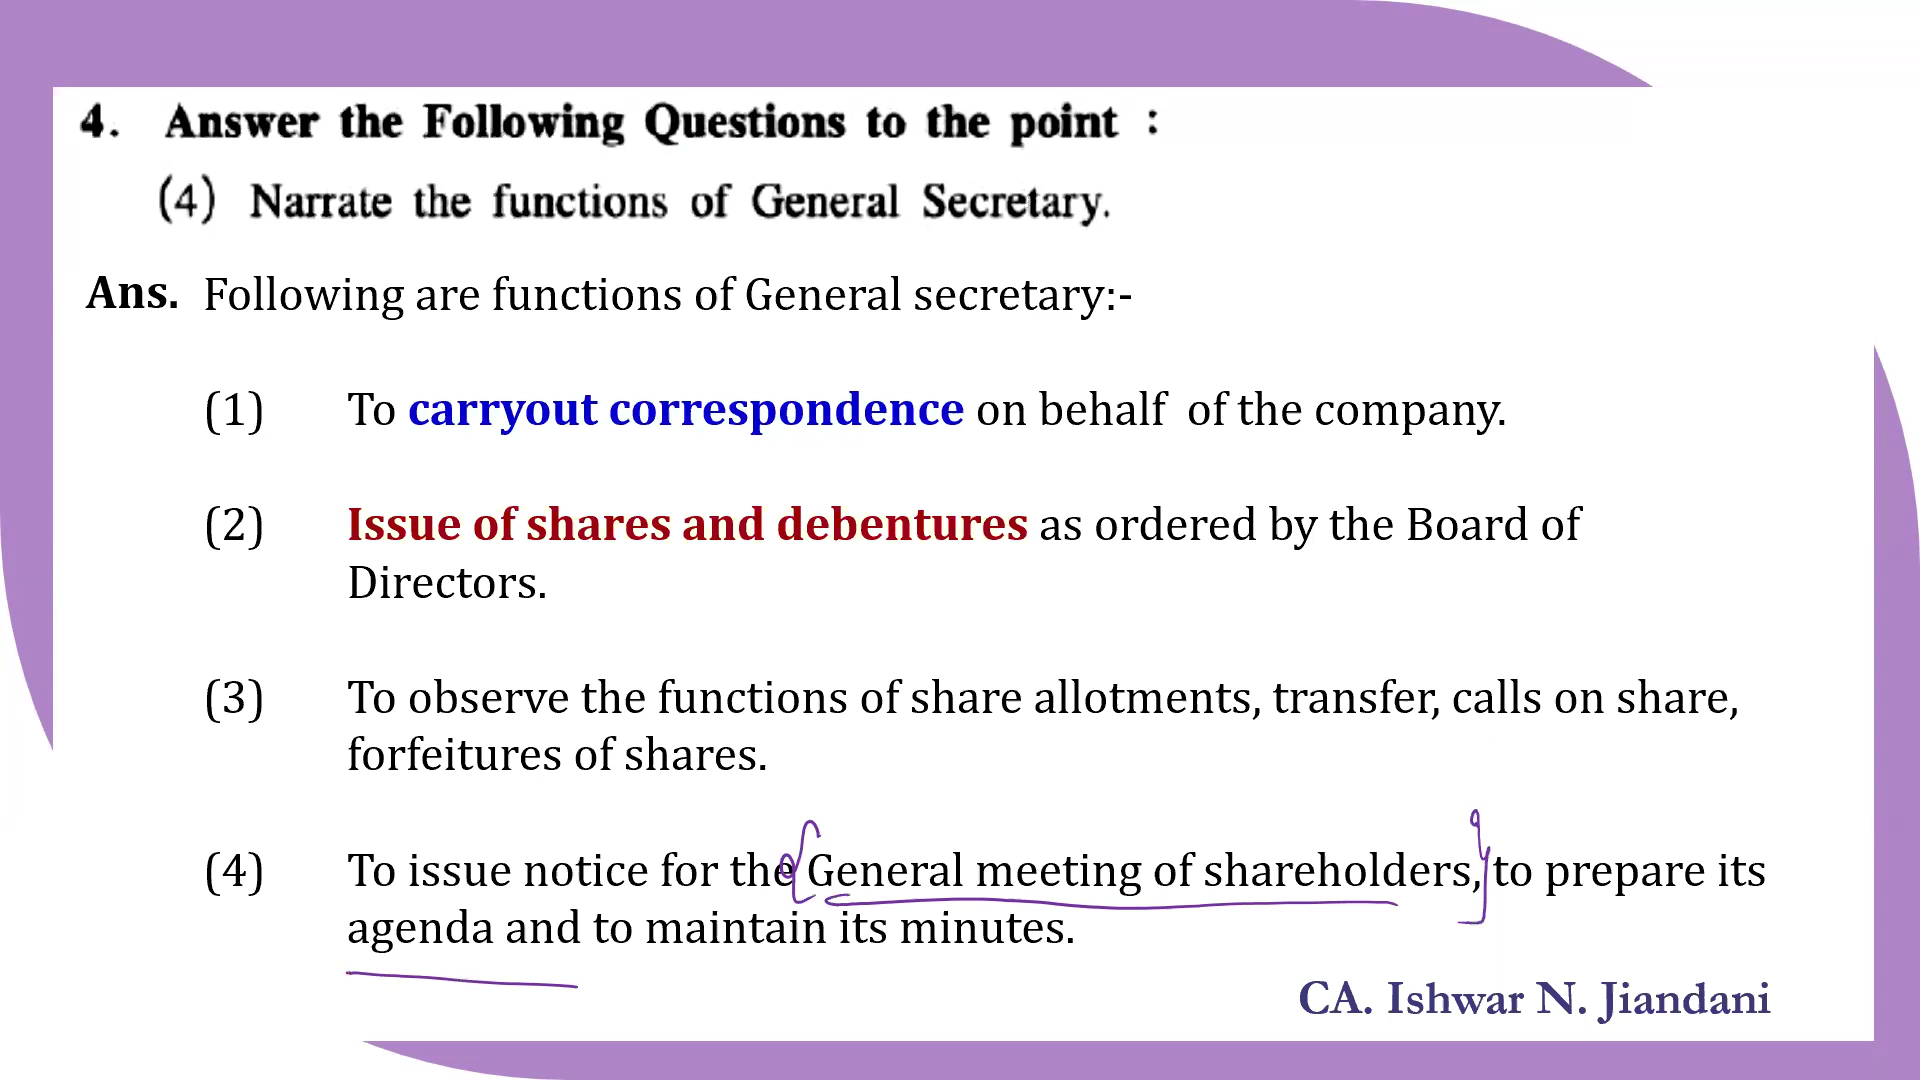 4. Answer the Following Questions to the point :
(4) Narrate the functions of General Secretary.
Ans. Following are functions of General secretary:-
(1) To carryout correspondence on behalf of the company.
(2) Issue of shares and debentures as ordered by the Board of
Directors.
(3) To observe the functions of share allotments, transfer, calls on share,
forfeitures of shares.
(4) To issue notice for the General meeting of shareholders, to prepare its
agenda and to maintain its minutes.
CA. Ishwar N. Jiandani